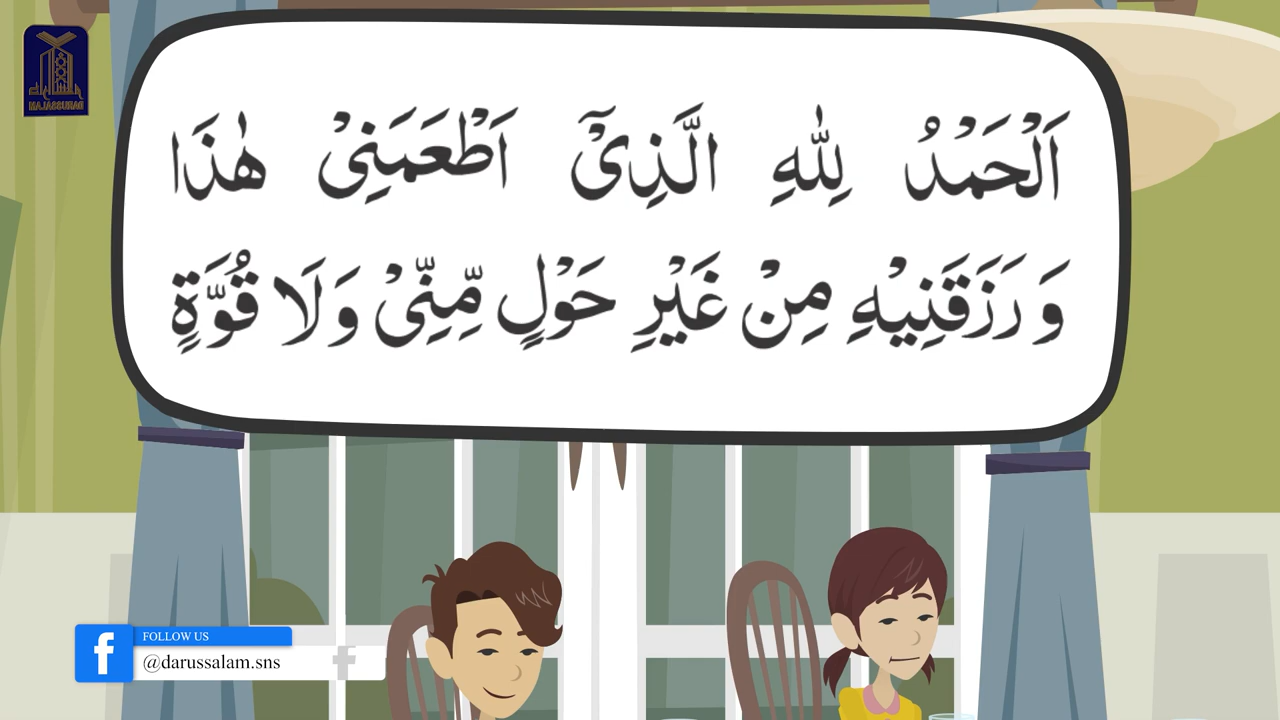 اَلْحَمْدُ لِلّٰهِ الَّذِیْٓ اَطْعَمَنِیْ هٰذَا
وَ رَزَقَنِیْهِ مِنْ غَیْرِ حَوْلٍ مِّنِّیْ وَلَا قُوَّةٍ
FOLLOW US
@darussalam.sns